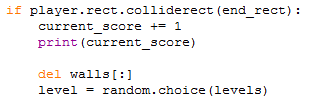 if player.rect.colliderect(end_rect):
    current_score += 1
    print(current_score)

    del walls[:]
    level = random.choice(levels)